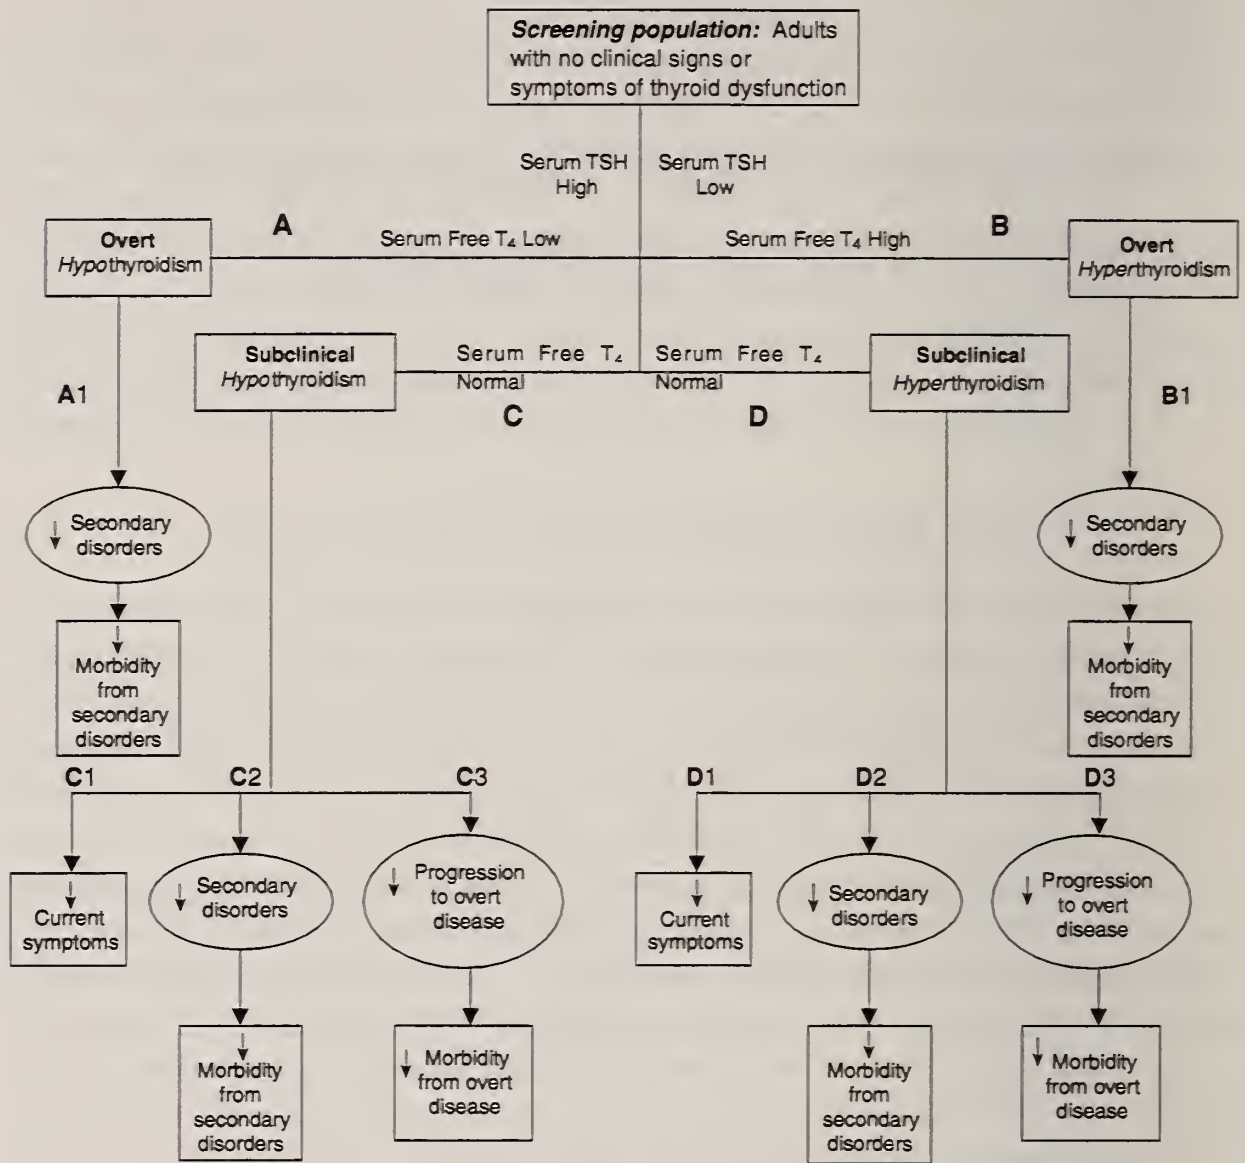 Screening population: Adults
with no clinical signs or
symptoms of thyroid dysfunction
Serum TSH
High
Serum TSH
Low
A
B
Overt
Hypothyroidism
Serum Free T₄ Low
Serum Free T₄ High
Overt
Hyperthyroidism
Subclinical
Hypothyroidism
Serum Free T₄
Normal
Serum Free T₄
Normal
Subclinical
Hyperthyroidism
A1
C
D
B1
↓ Secondary
disorders
↓ Secondary
disorders
↓
Morbidity
from
secondary
disorders
↓
Morbidity
from
secondary
disorders
C1
C2
C3
D1
D2
D3
↓
Current
symptoms
↓ Secondary
disorders
↓ Progression
to overt
disease
↓
Current
symptoms
↓ Secondary
disorders
↓ Progression
to overt
disease
↓
Morbidity
from
secondary
disorders
↓ Morbidity
from overt
disease
↓
Morbidity
from
secondary
disorders
↓ Morbidity
from overt
disease